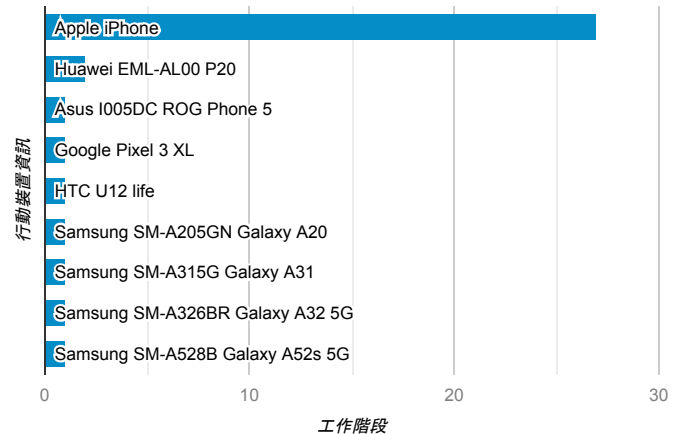 Apple iPhone
Huawei EML-AL00 P20
Asus I005DC ROG Phone 5
Google Pixel 3 XL
HTC U12 life
Samsung SM-A205GN Galaxy A20
Samsung SM-A315G Galaxy A31
Samsung SM-A326BR Galaxy A32 5G
Samsung SM-A528B Galaxy A52s 5G
行動裝置資訊
0 10 20 30
工作階段